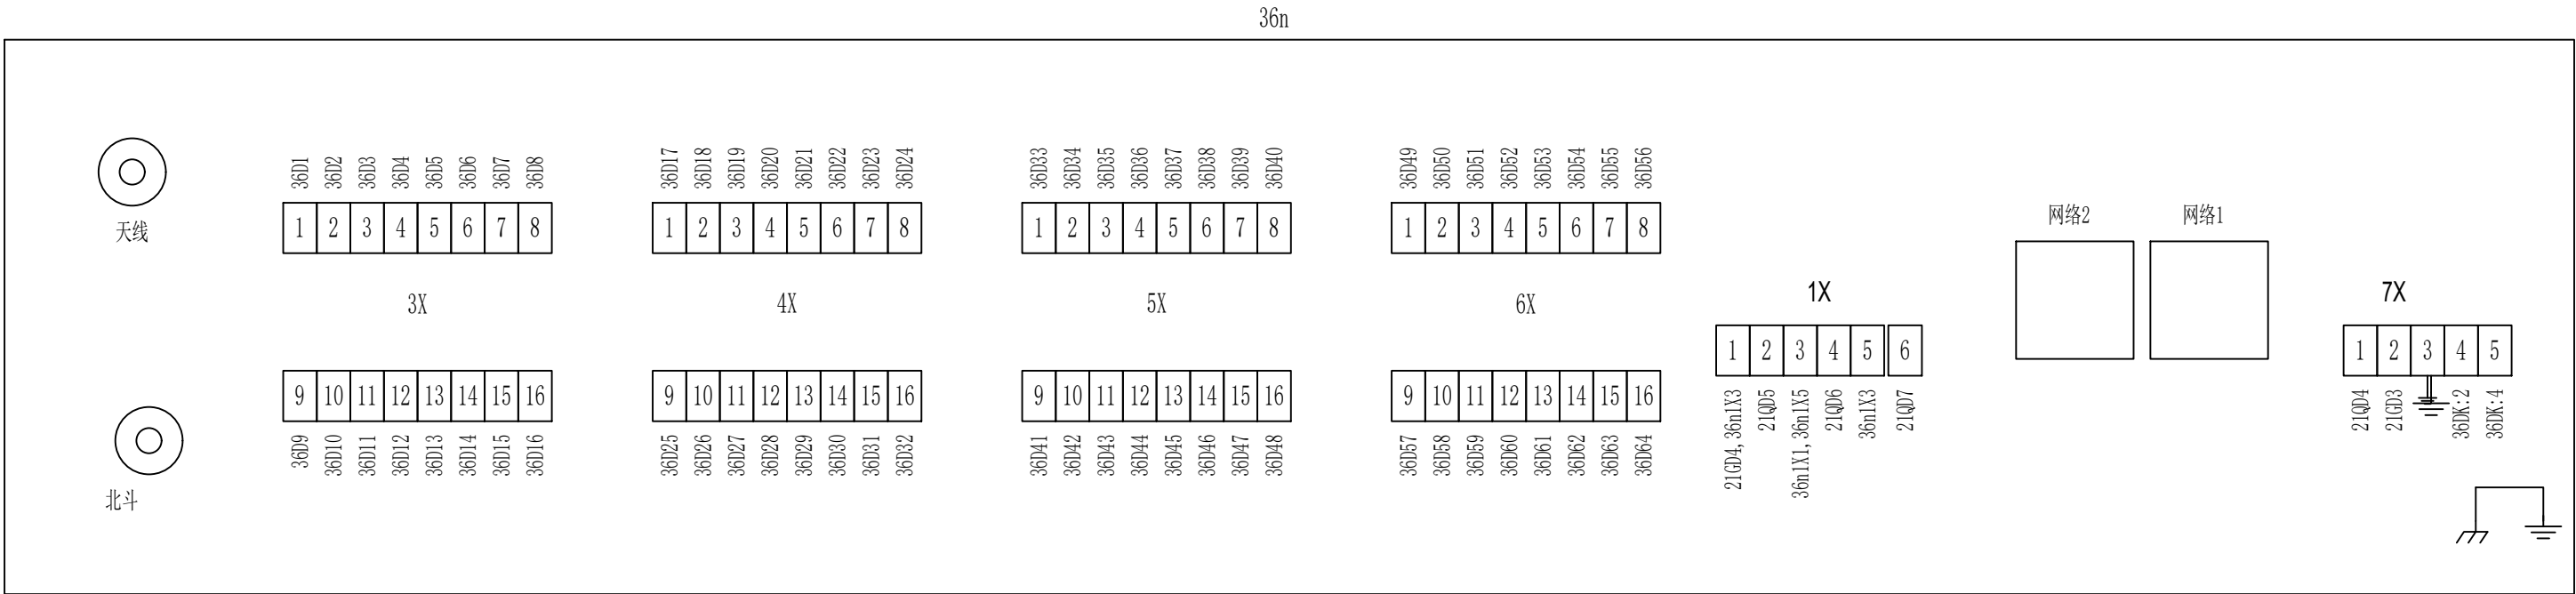 36n
36D1 36D2 36D3 36D4 36D5 36D6 36D7 36D8
36D17 36D18 36D19 36D20 36D21 36D22 36D23 36D24
36D33 36D34 36D35 36D36 36D37 36D38 36D39 36D40
36D49 36D50 36D51 36D52 36D53 36D54 36D55 36D56
天线
1 2 3 4 5 6 7 8
1 2 3 4 5 6 7 8
1 2 3 4 5 6 7 8
1 2 3 4 5 6 7 8
网络2
网络1
3X
4X
5X
6X
1X
7X
1 2 3 4 5 6
1 2 3 4 5
9 10 11 12 13 14 15 16
9 10 11 12 13 14 15 16
9 10 11 12 13 14 15 16
9 10 11 12 13 14 15 16
36D9 36D10 36D11 36D12 36D13 36D14 36D15 36D16
36D25 36D26 36D27 36D28 36D29 36D30 36D31 36D32
36D41 36D42 36D43 36D44 36D45 36D46 36D47 36D48
36D57 36D58 36D59 36D60 36D61 36D62 36D63 36D64
21GD4,36n1X3
21QD5
36n1X1,36n1X5
21QD6
36n1X3
21QD7
21QD4
21GD3
36DK:2
36DK:4
北斗